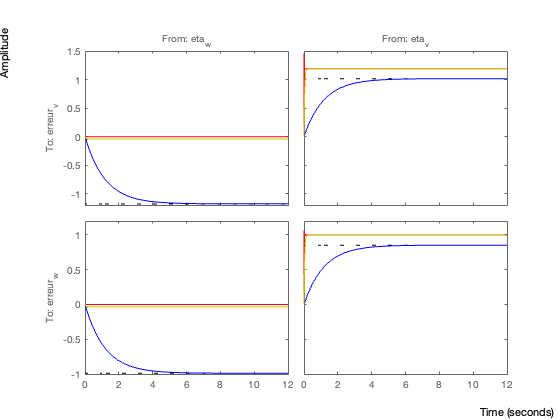 Amplitude
From: eta_w
From: eta_v
To: erreur_v
1.5
1
0.5
0
-0.5
-1
To: erreur_w
1
0.5
0
-0.5
-1
0 2 4 6 8 10 12
0 2 4 6 8 10 12
Time (seconds)